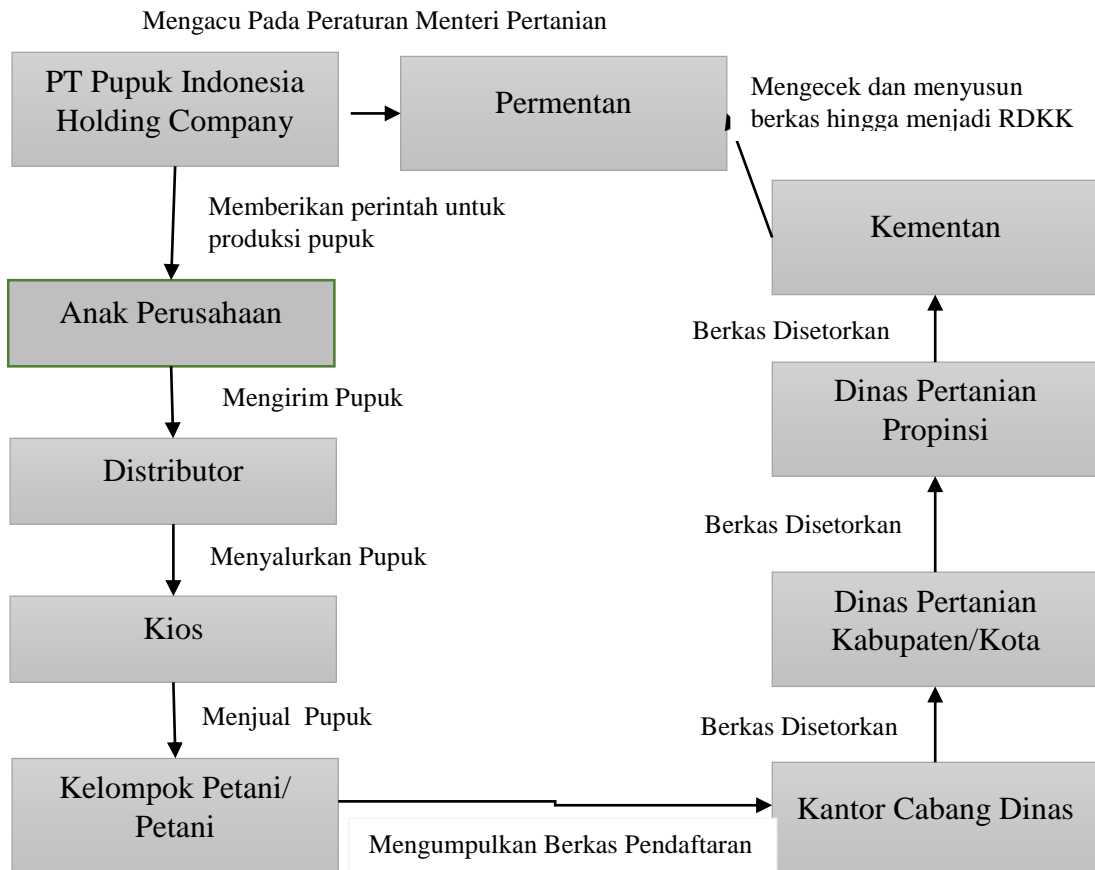 Mengacu Pada Peraturan Menteri Pertanian
PT Pupuk Indonesia
Holding Company
Permentan
Mengecek dan menyusun
berkas hingga menjadi RDKK
Memberikan perintah untuk
produksi pupuk
Kementan
Anak Perusahaan
Berkas Disetorkan
Mengirim Pupuk
Dinas Pertanian
Propinsi
Distributor
Berkas Disetorkan
Menyalurkan Pupuk
Dinas Pertanian
Kabupaten/Kota
Kios
Menjual Pupuk
Berkas Disetorkan
Kelompok Petani/
Petani
Kantor Cabang Dinas
Mengumpulkan Berkas Pendaftaran